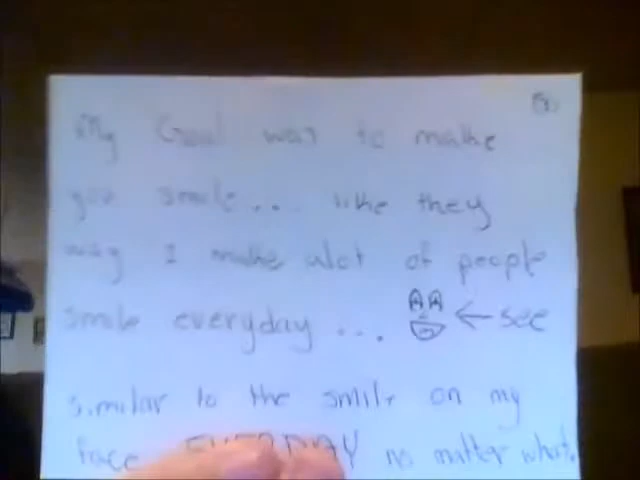 My Goal was to make
you smile... like they
way I make alot of people
smile everyday... ← see
similar to the smile on my
face EVERYDAY no matter what.